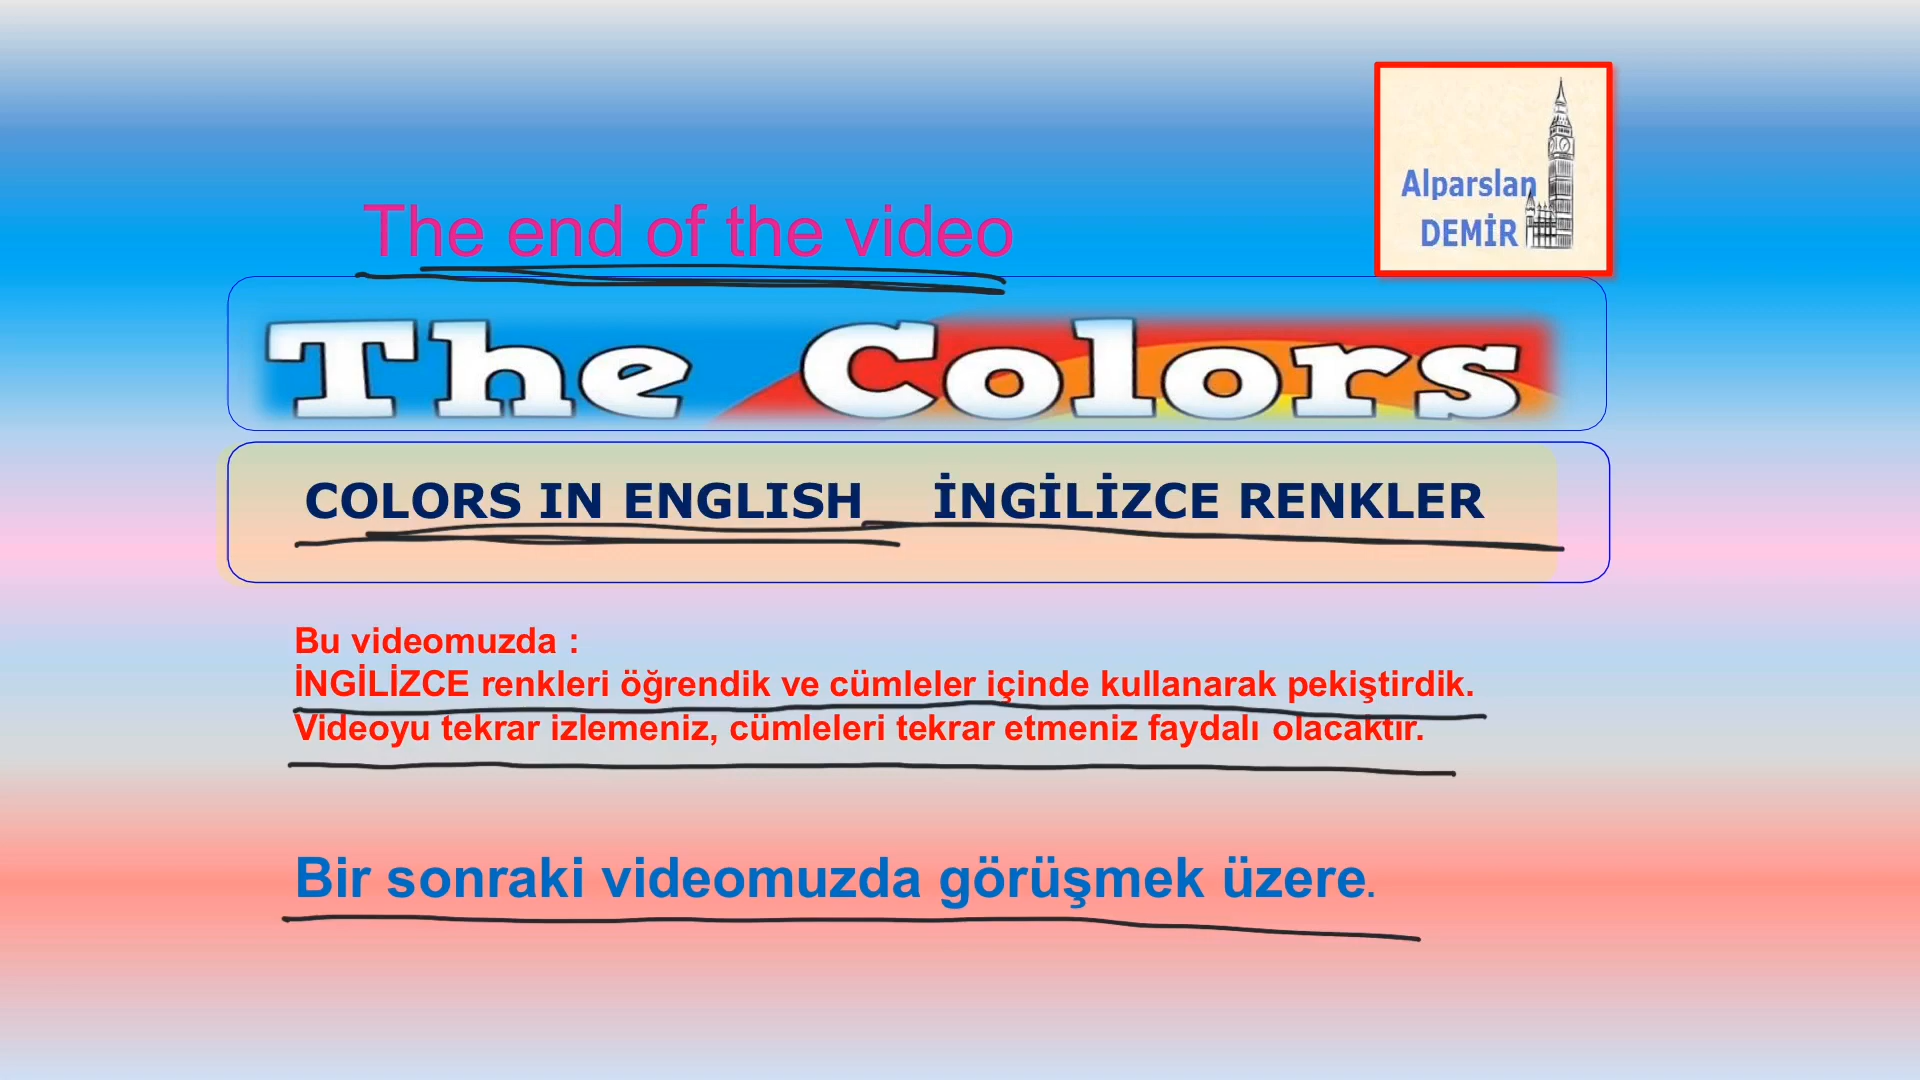 Alparslan
DEMİR
The end of the video
The Colors
COLORS IN ENGLISH İNGİLİZCE RENKLER
Bu videomuzda :
İNGİLİZCE renkleri öğrendik ve cümleler içinde kullanarak pekiştirdik.
Videoyu tekrar izlemeniz, cümleleri tekrar etmeniz faydalı olacaktır.
Bir sonraki videomuzda görüşmek üzere.